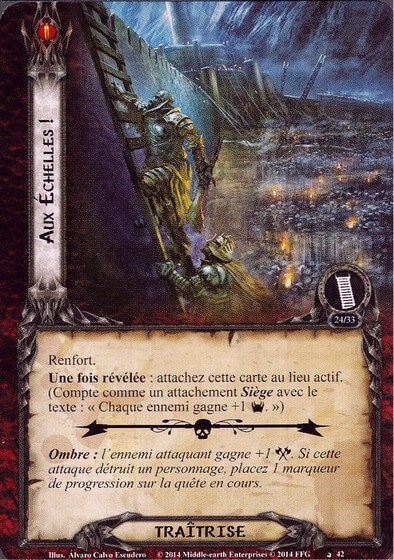 Aux Échelles !
24/33
Renfort.
Une fois révélée : attachez cette carte au lieu actif.
(Compte comme un attachement Siège avec le
texte : « Chaque ennemi gagne +1 . »)
Ombre : l'ennemi attaquant gagne +1 . Si cette
attaque détruit un personnage, placez 1 marqueur
de progression sur la quête en cours.
TRAÎTRISE
Illus. Álvaro Calvo Escudero © 2014 Middle-earth Enterprises © 2014 FFG 42